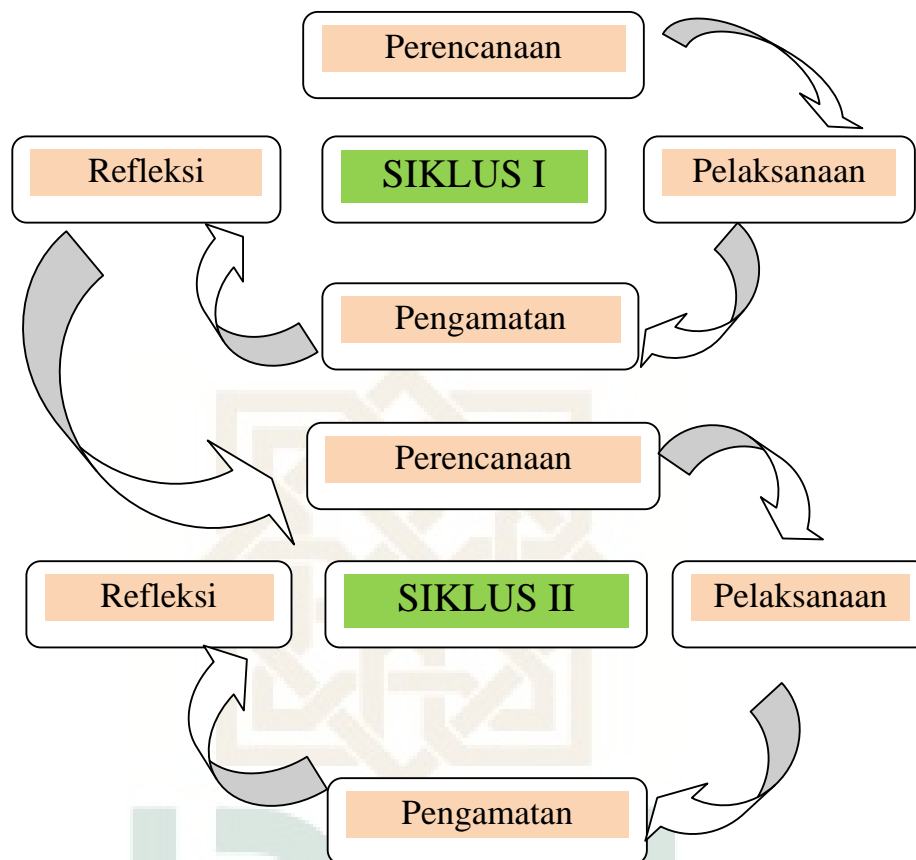 Perencanaan
Refleksi
SIKLUS I
Pelaksanaan
Pengamatan
Perencanaan
Refleksi
SIKLUS II
Pelaksanaan
Pengamatan